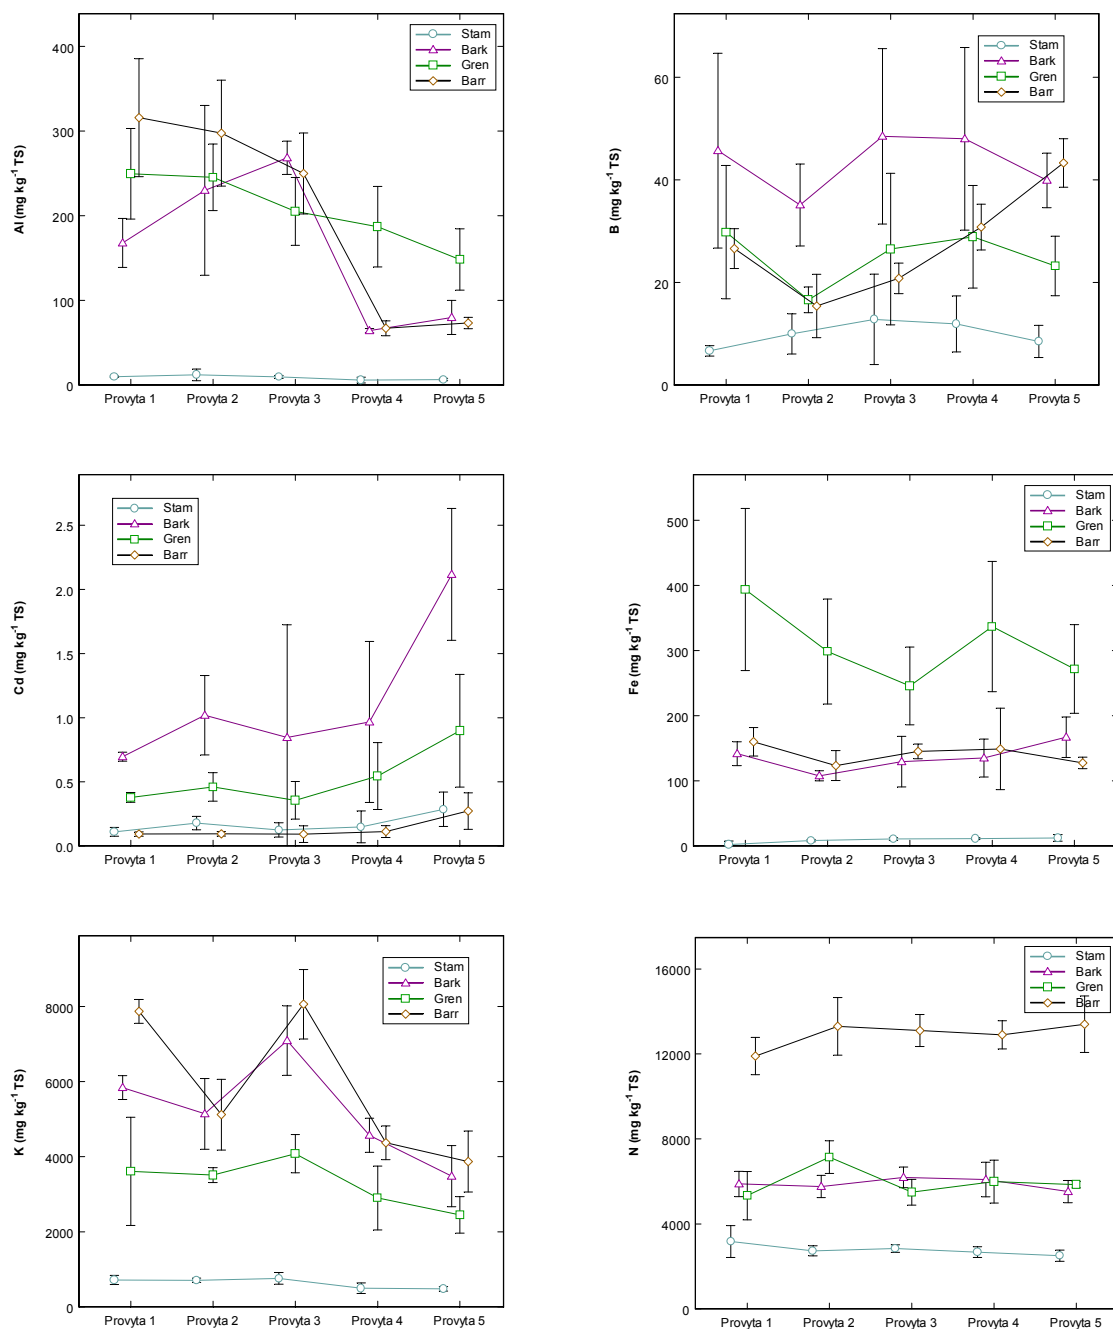 400
300
200
100
0
Al (mg kg⁻¹ TS)
Stam
Bark
Gren
Barr
Provyta 1 Provyta 2 Provyta 3 Provyta 4 Provyta 5
60
40
20
0
B (mg kg⁻¹ TS)
Stam
Bark
Gren
Barr
Provyta 1 Provyta 2 Provyta 3 Provyta 4 Provyta 5
2.5
2.0
1.5
1.0
0.5
0.0
Cd (mg kg⁻¹ TS)
Stam
Bark
Gren
Barr
Provyta 1 Provyta 2 Provyta 3 Provyta 4 Provyta 5
500
400
300
200
100
0
Fe (mg kg⁻¹ TS)
Stam
Bark
Gren
Barr
Provyta 1 Provyta 2 Provyta 3 Provyta 4 Provyta 5
8000
6000
4000
2000
0
K (mg kg⁻¹ TS)
Stam
Bark
Gren
Barr
Provyta 1 Provyta 2 Provyta 3 Provyta 4 Provyta 5
16000
12000
8000
4000
0
N (mg kg⁻¹ TS)
Stam
Bark
Gren
Barr
Provyta 1 Provyta 2 Provyta 3 Provyta 4 Provyta 5